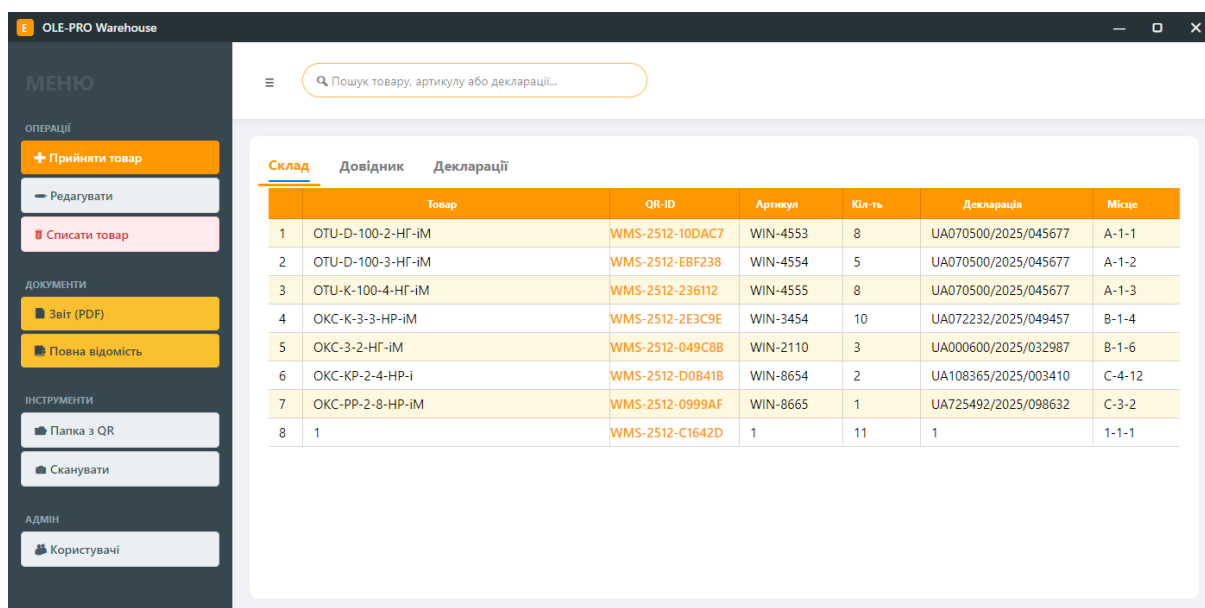 E OLE-PRO Warehouse
МЕНЮ
Пошук товару, артикулу або декларації...
ОПЕРАЦІЇ
Прийняти товар
Редагувати
Списати товар
ДОКУМЕНТИ
Звіт (PDF)
Повна відомість
ІНСТРУМЕНТИ
Папка з QR
Сканувати
АДМІН
Користувачі
Склад Довідник Декларації
Товар QR-ID Артикул Кіл-ть Декларація Місце
1 OTU-D-100-2-НГ-іМ WMS-2512-10DAC7 WIN-4553 8 UA070500/2025/045677 A-1-1
2 OTU-D-100-3-НГ-іМ WMS-2512-EBF238 WIN-4554 5 UA070500/2025/045677 A-1-2
3 OTU-K-100-4-НГ-іМ WMS-2512-236112 WIN-4555 8 UA070500/2025/045677 A-1-3
4 ОКС-К-3-3-НР-іМ WMS-2512-2E3C9E WIN-3454 10 UA072232/2025/049457 B-1-4
5 ОКС-3-2-НГ-іМ WMS-2512-049C8B WIN-2110 3 UA000600/2025/032987 B-1-6
6 ОКС-КР-2-4-НР-і WMS-2512-D0B41B WIN-8654 2 UA108365/2025/003410 C-4-12
7 ОКС-РР-2-8-НР-іМ WMS-2512-0999AF WIN-8665 1 UA725492/2025/098632 C-3-2
8 1 WMS-2512-C1642D 1 11 1 1-1-1